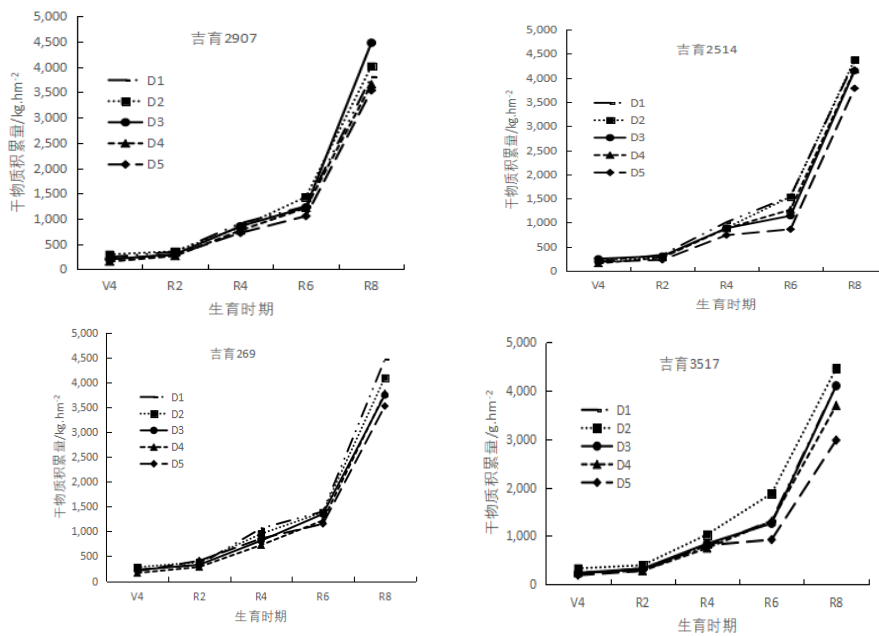 吉育2907
干物质积累量/kg.hm⁻²
5,000
4,500
4,000
3,500
3,000
2,500
2,000
1,500
1,000
500
0
D1
D2
D3
D4
D5
V4 R2 R4 R6 R8
生育时期
吉育2514
干物质积累量/kg.hm⁻²
5,000
4,500
4,000
3,500
3,000
2,500
2,000
1,500
1,000
500
0
D1
D2
D3
D4
D5
V4 R2 R4 R6 R8
生育时期
吉育269
干物质积累量/kg.hm⁻²
5,000
4,500
4,000
3,500
3,000
2,500
2,000
1,500
1,000
500
0
D1
D2
D3
D4
D5
V4 R2 R4 R6 R8
生育时期
吉育3517
干物质积累量/g.hm⁻²
5,000
4,000
3,000
2,000
1,000
0
D1
D2
D3
D4
D5
V4 R2 R4 R6 R8
生育时期